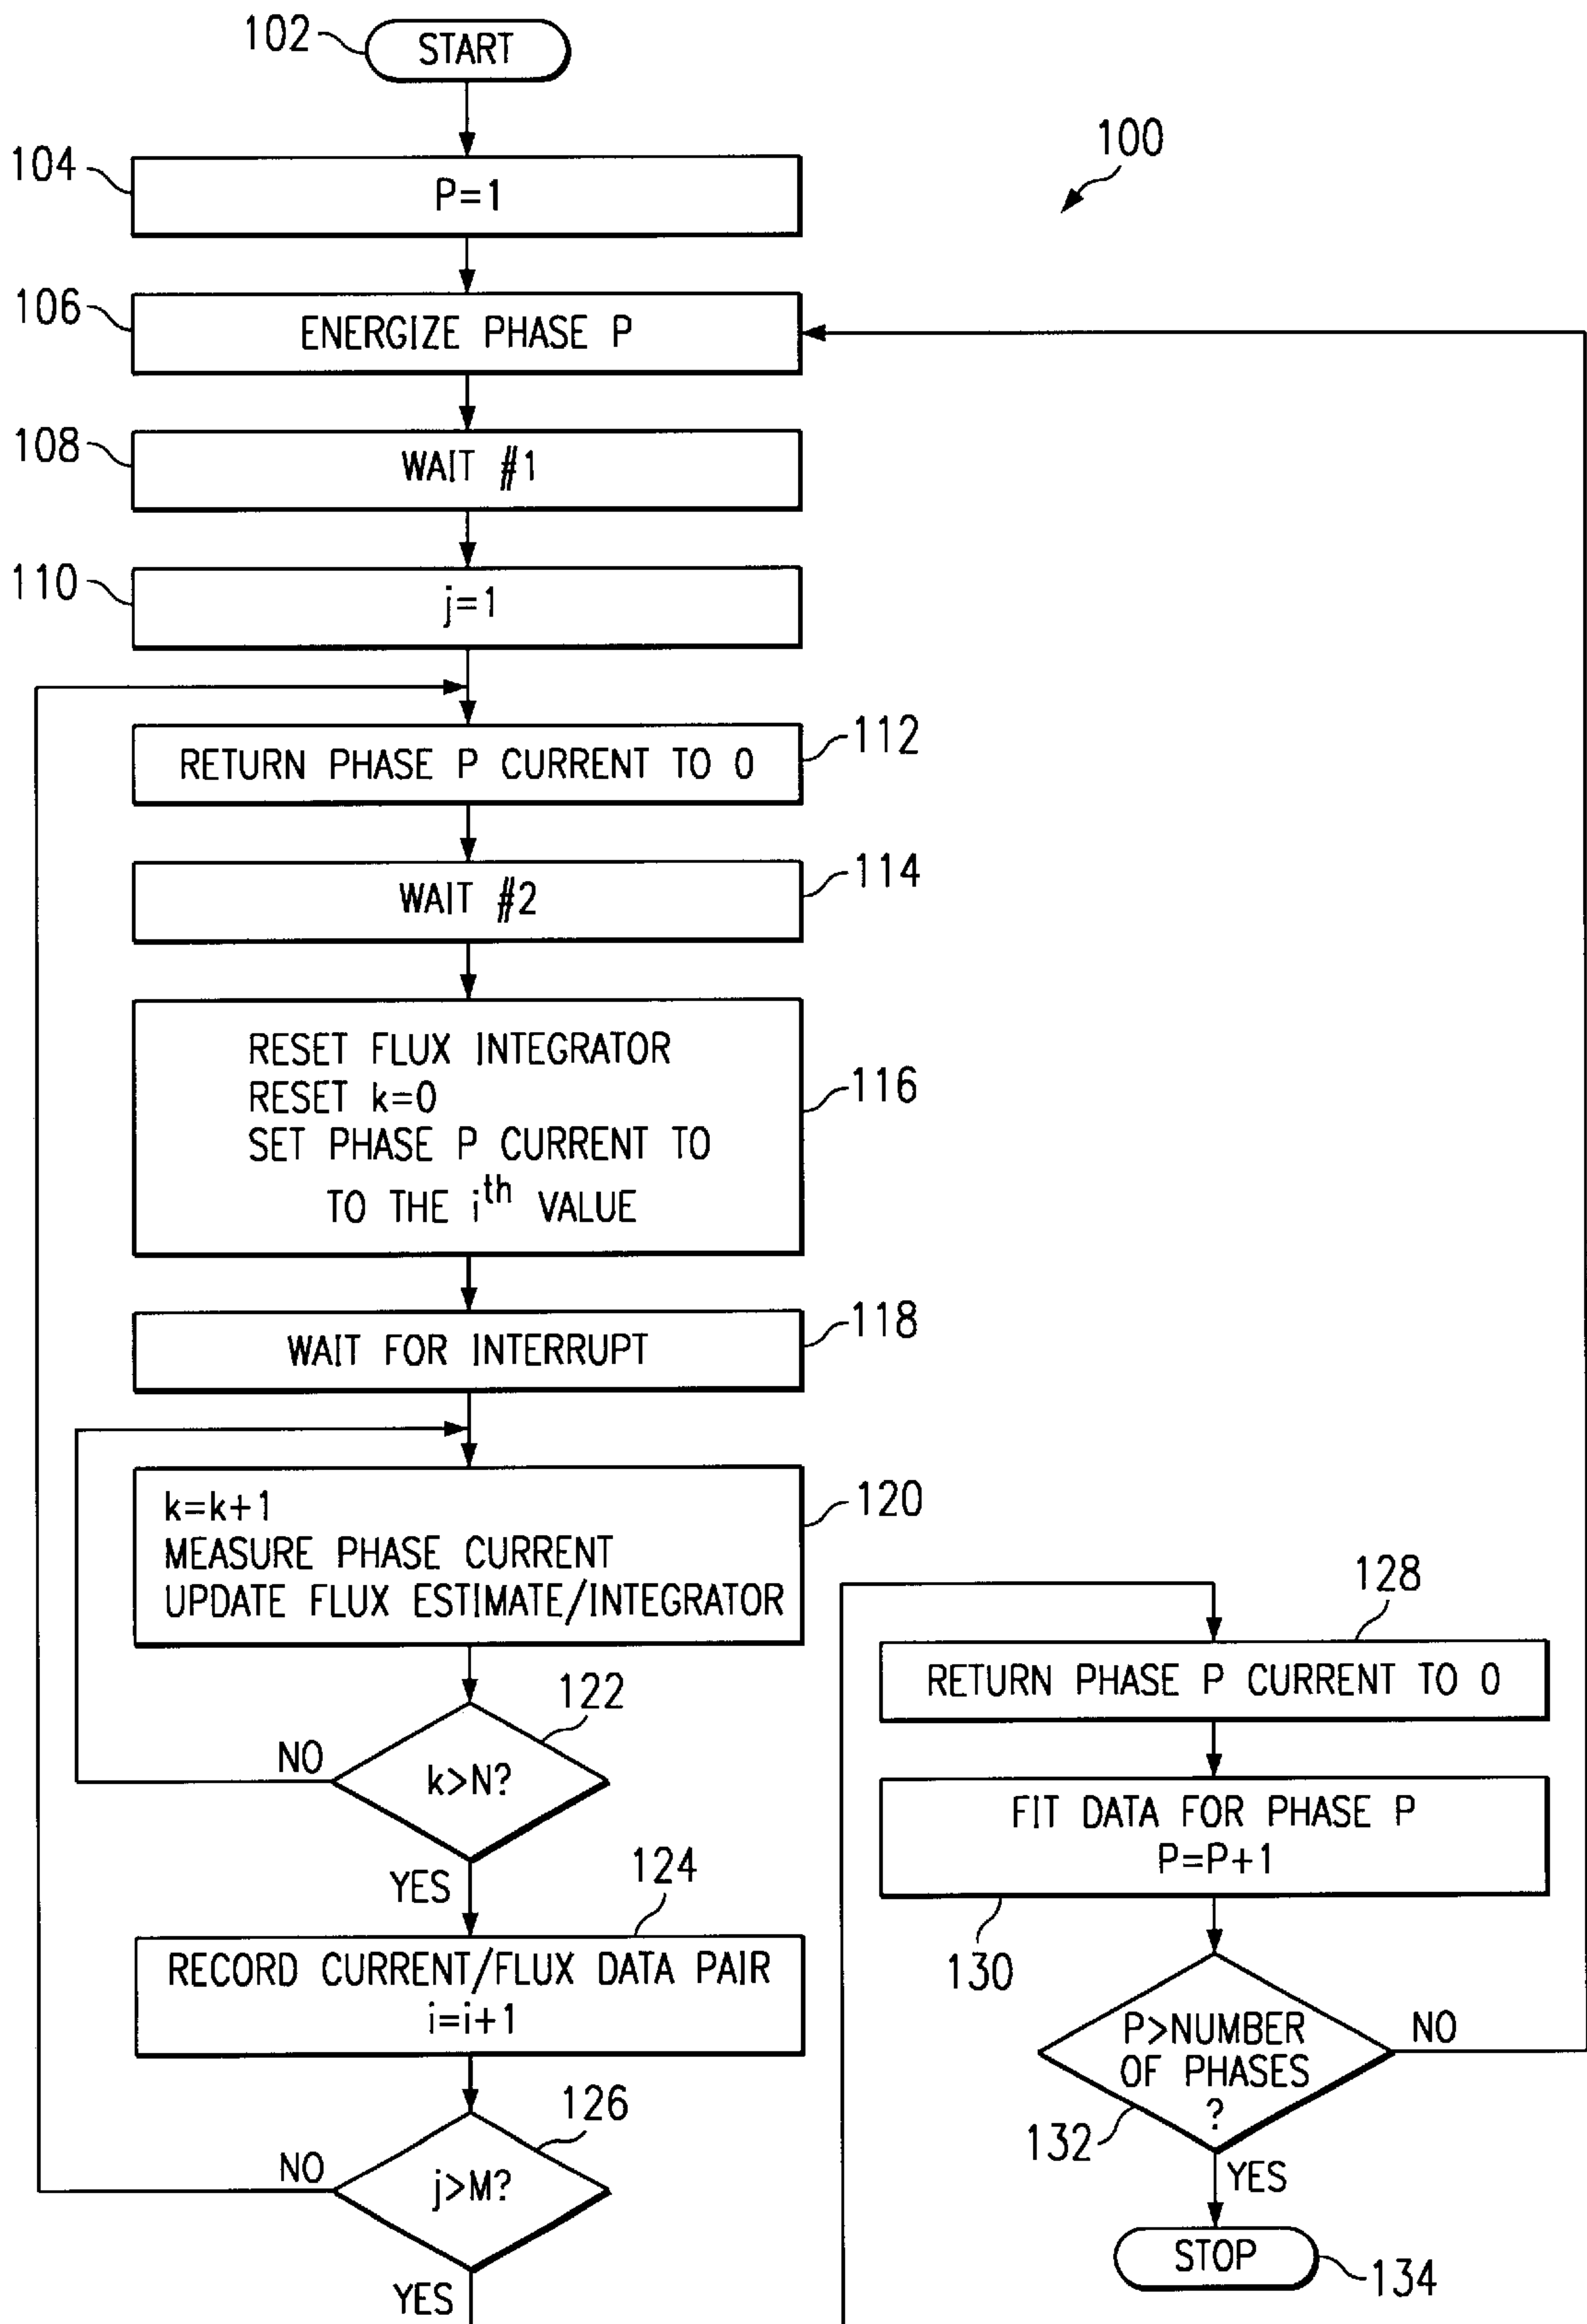 102
START
100
104
P=1
106
ENERGIZE PHASE P
108
WAIT #1
110
j=1
RETURN PHASE P CURRENT TO 0
112
WAIT #2
114
RESET FLUX INTEGRATOR
RESET k=0
SET PHASE P CURRENT TO
TO THE ith VALUE
116
WAIT FOR INTERRUPT
118
k=k+1
MEASURE PHASE CURRENT
UPDATE FLUX ESTIMATE/INTEGRATOR
120
122
NO
k>N?
YES
124
RECORD CURRENT/FLUX DATA PAIR
i=i+1
126
NO
j>M?
YES
128
RETURN PHASE P CURRENT TO 0
FIT DATA FOR PHASE P
P=P+1
130
P>NUMBER
OF PHASES
?
NO
132
YES
STOP
134